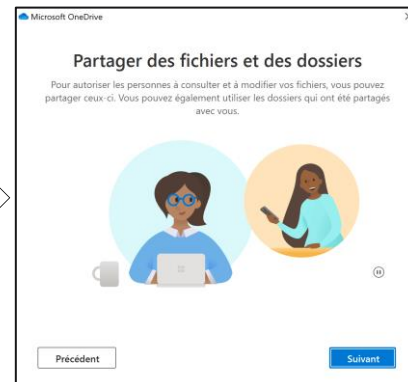 Microsoft OneDrive
Partager des fichiers et des dossiers
Pour autoriser les personnes à consulter et à modifier vos fichiers, vous pouvez
partager ceux-ci. Vous pouvez également utiliser les dossiers qui ont été partagés
avec vous.
Précédent
Suivant